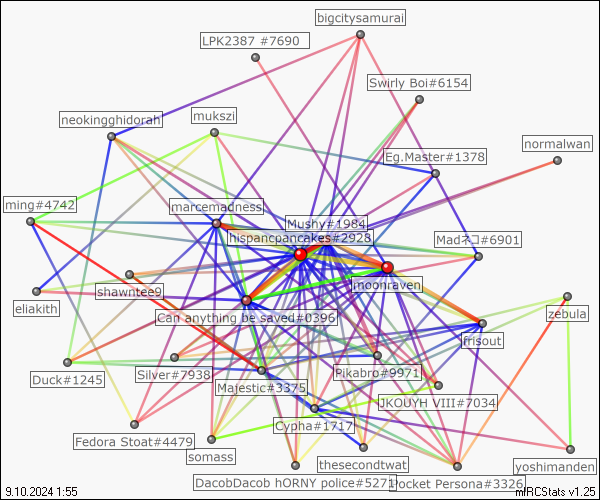 bigcitysamurai
LPK2387 #7690
Swirly Boi#6154
neokingghidorah
mukszi
normalwan
Eg.Master#1378
ming#4742
marcemadness
Mushy#1984
hispancpancakes#2928
Madネコ#6901
moonraven
shawntee9
eliakith
Can anything be saved#0396
zebula
frisout
Duck#1245
Silver#7938
Majestic#3375
Pikabro#9971
JKOUYH VIII#7034
Cypha#1717
Fedora Stoat#4479
somass
thesecondtwat
yoshimanden
DacobDacob hORNY police#5271
Pocket Persona#3326
9.10.2024 1:55
mIRCStats v1.25